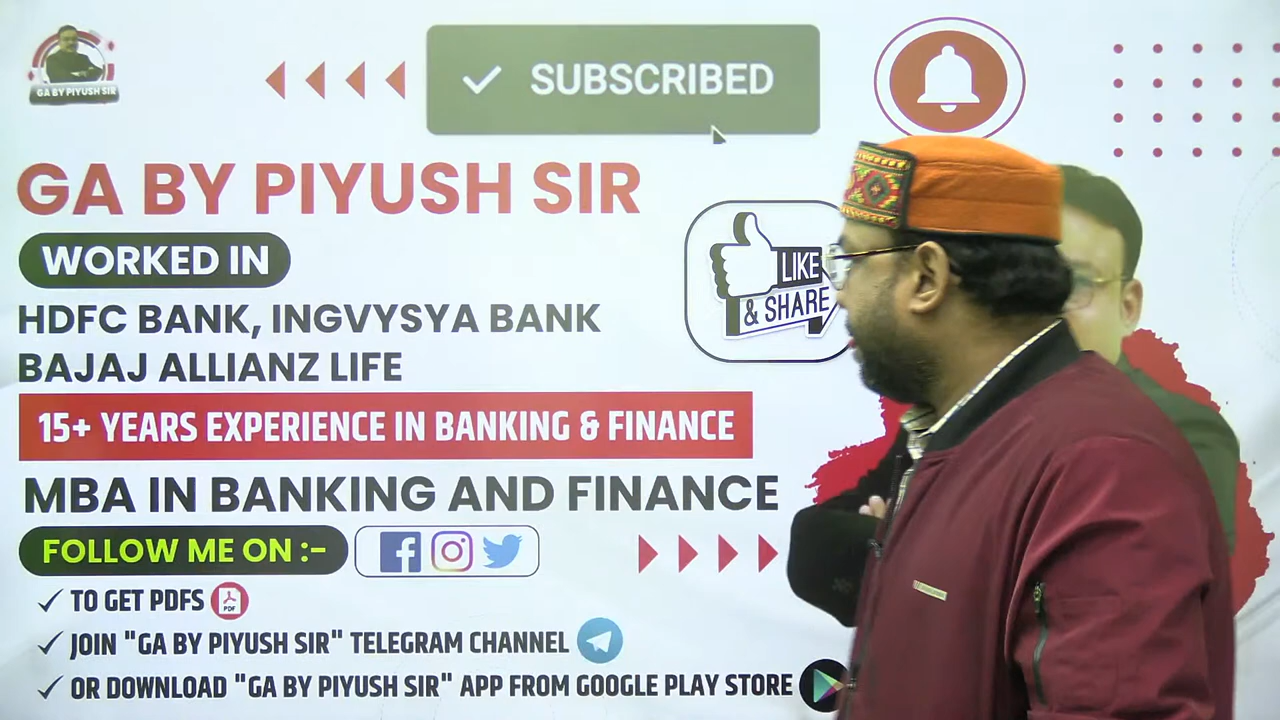 GA BY PIYUSH SIR
SUBSCRIBED
GA BY PIYUSH SIR
WORKED IN
HDFC BANK, INGVYSYA BANK
BAJAJ ALLIANZ LIFE
LIKE
& SHARE
15+ YEARS EXPERIENCE IN BANKING & FINANCE
MBA IN BANKING AND FINANCE
FOLLOW ME ON :-
TO GET PDFS
PDF
JOIN "GA BY PIYUSH SIR" TELEGRAM CHANNEL
OR DOWNLOAD "GA BY PIYUSH SIR" APP FROM GOOGLE PLAY STORE